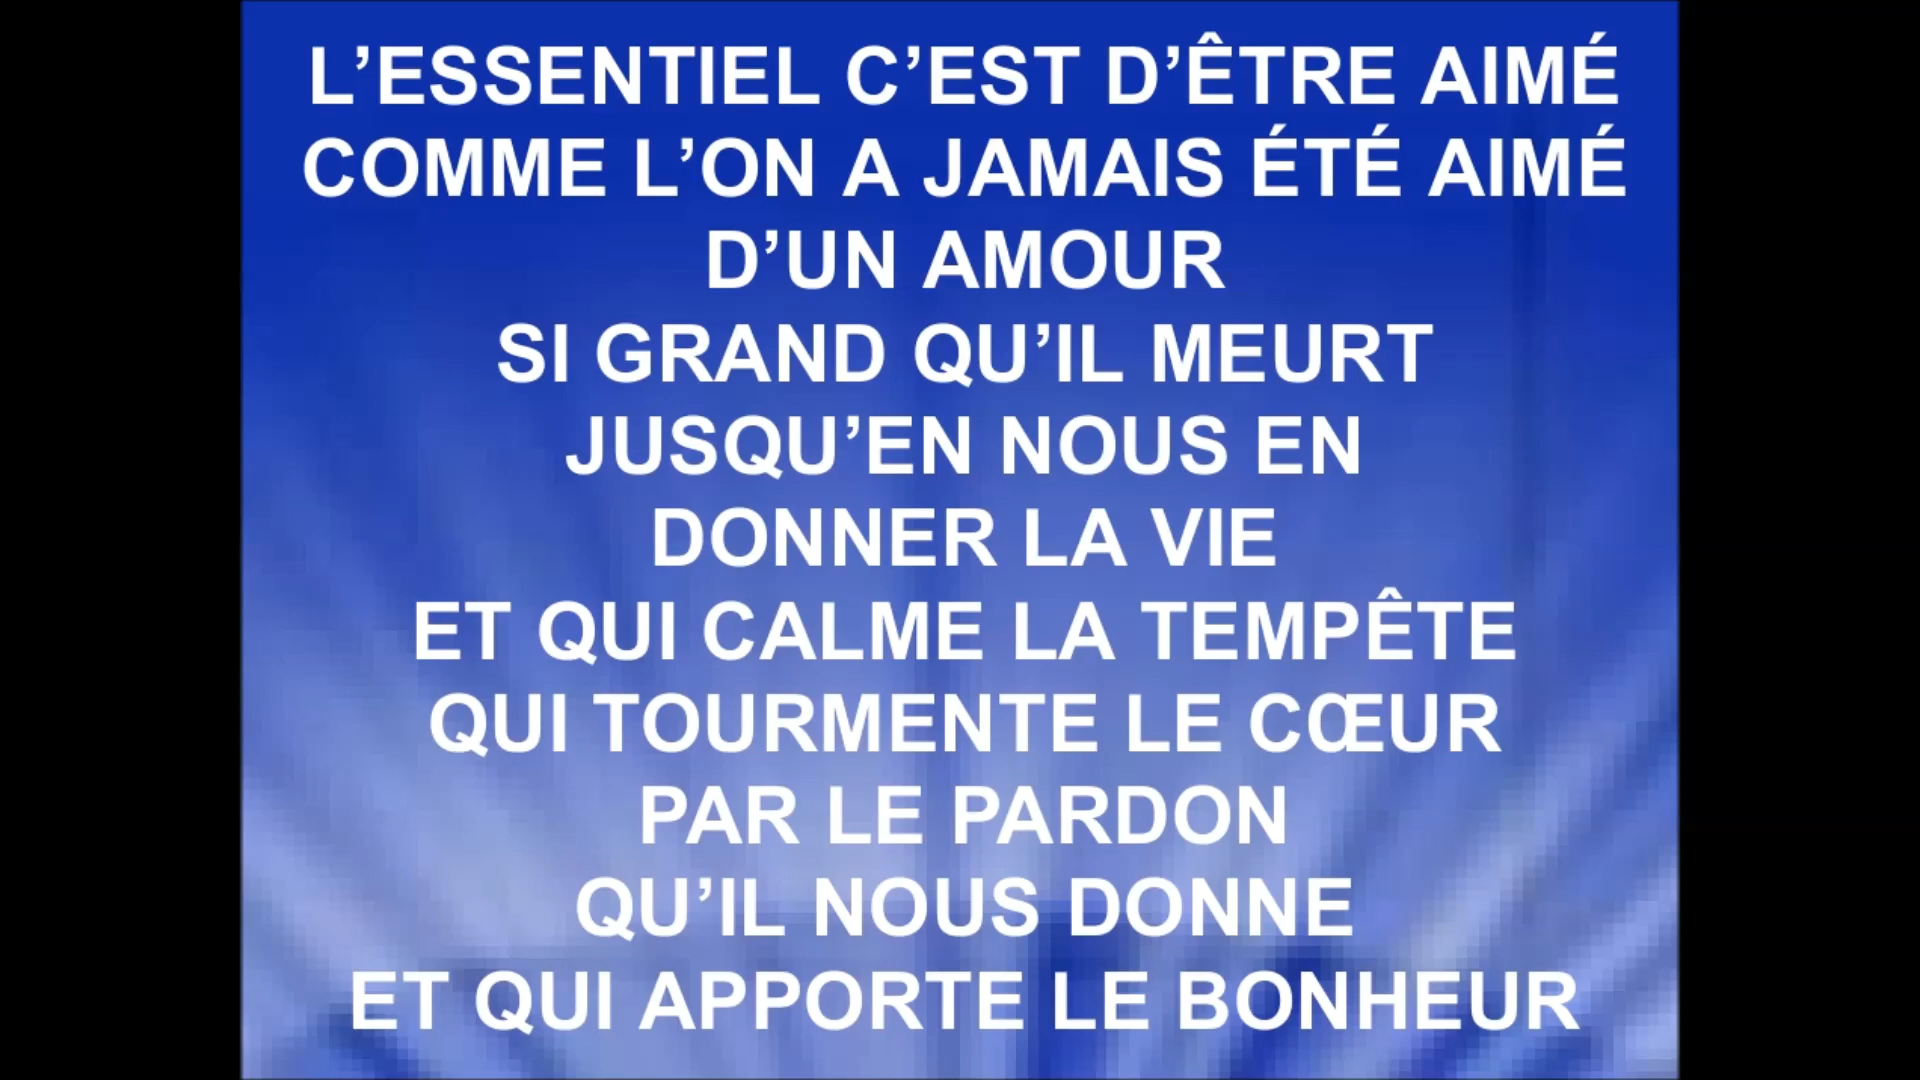 L’ESSENTIEL C’EST D’ÊTRE AIMÉ
COMME L’ON A JAMAIS ÉTÉ AIMÉ
D’UN AMOUR
SI GRAND QU’IL MEURT
JUSQU’EN NOUS EN
DONNER LA VIE
ET QUI CALME LA TEMPÊTE
QUI TOURMENTE LE CŒUR
PAR LE PARDON
QU’IL NOUS DONNE
ET QUI APPORTE LE BONHEUR